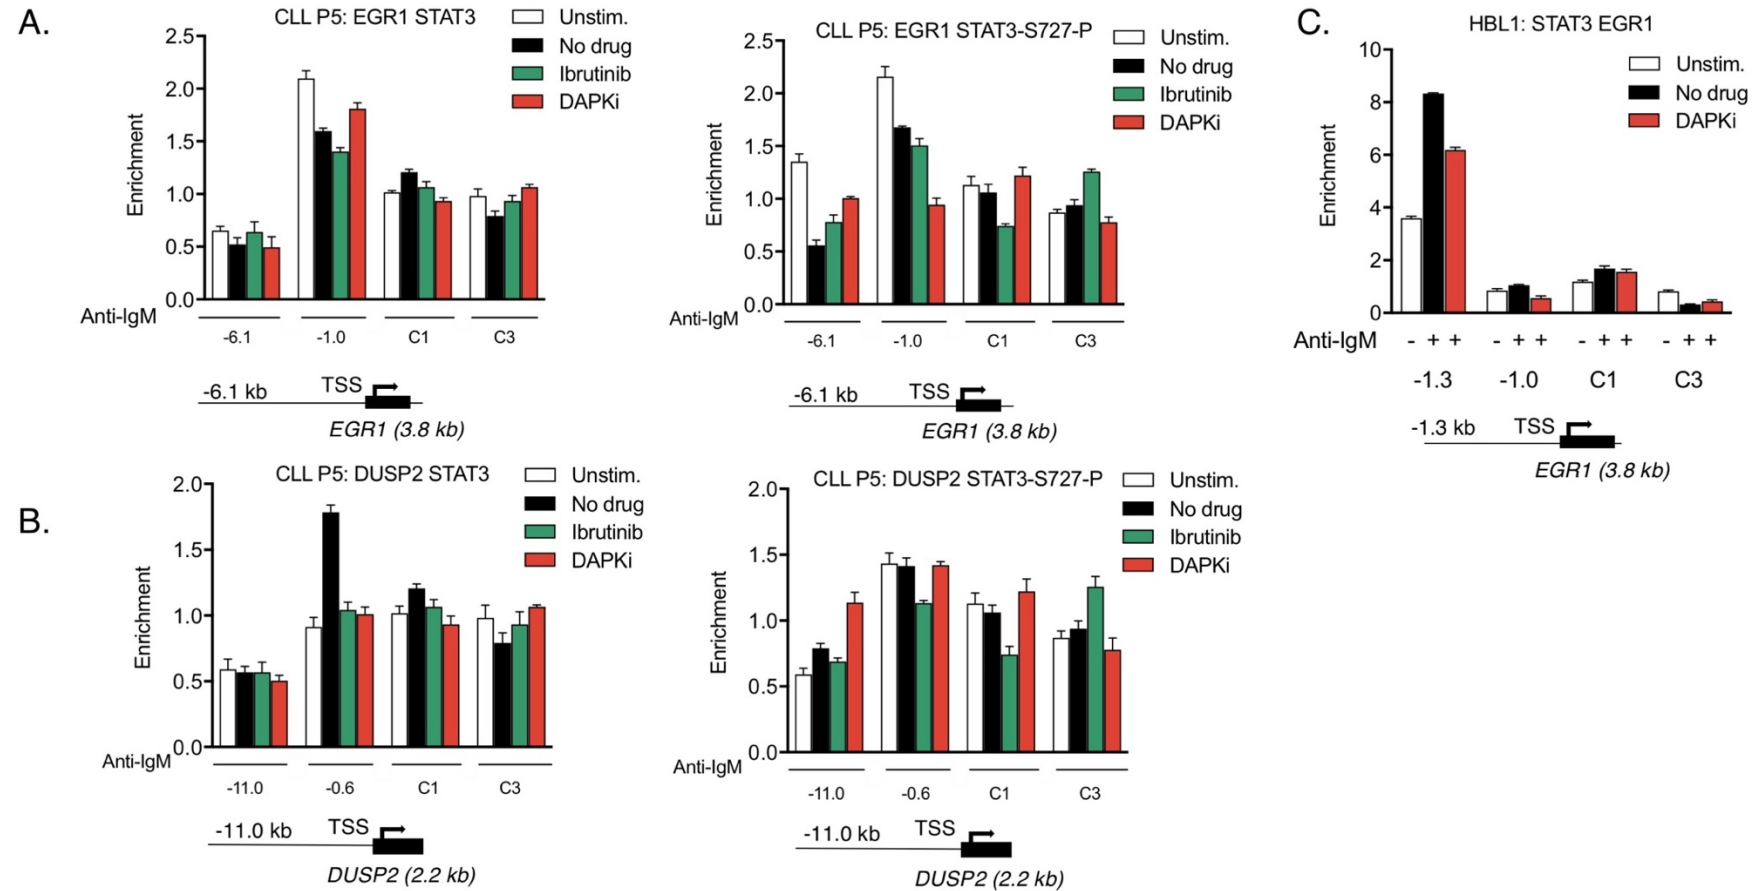 A.
CLL P5: EGR1 STAT3
Unstim.
No drug
Ibrutinib
DAPKi
Enrichment
2.5
2.0
1.5
1.0
0.5
0.0
Anti-IgM
-6.1 -1.0 C1 C3
-6.1 kb TSS
EGR1 (3.8 kb)
CLL P5: EGR1 STAT3-S727-P
Unstim.
No drug
Ibrutinib
DAPKi
Enrichment
2.5
2.0
1.5
1.0
0.5
0.0
Anti-IgM
-6.1 -1.0 C1 C3
-6.1 kb TSS
EGR1 (3.8 kb)
C.
HBL1: STAT3 EGR1
Unstim.
No drug
DAPKi
Enrichment
10
8
6
4
2
0
Anti-IgM - + + - + + - + + - + +
-1.3 -1.0 C1 C3
-1.3 kb TSS
EGR1 (3.8 kb)
B.
CLL P5: DUSP2 STAT3
Unstim.
No drug
Ibrutinib
DAPKi
Enrichment
2.0
1.5
1.0
0.5
0.0
Anti-IgM
-11.0 -0.6 C1 C3
-11.0 kb TSS
DUSP2 (2.2 kb)
CLL P5: DUSP2 STAT3-S727-P
Unstim.
No drug
Ibrutinib
DAPKi
Enrichment
2.0
1.5
1.0
0.5
0.0
Anti-IgM
-11.0 -0.6 C1 C3
-11.0 kb TSS
DUSP2 (2.2 kb)